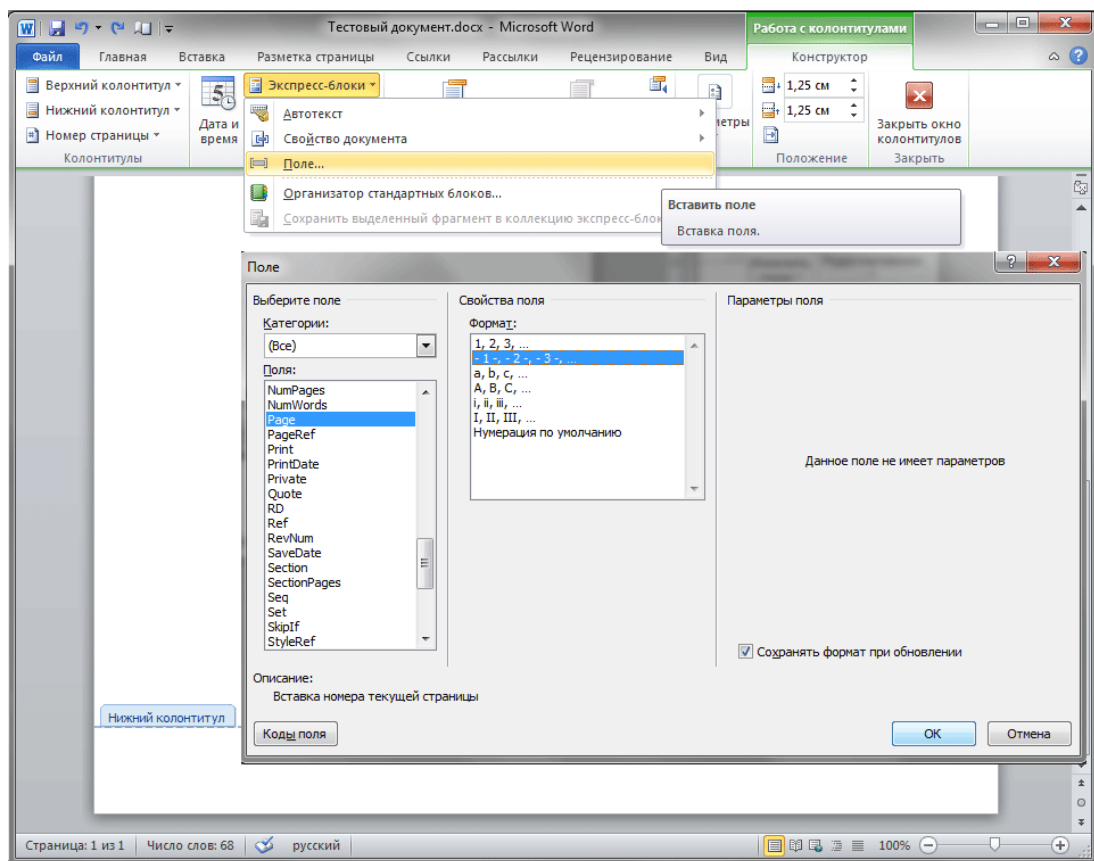 Тестовый документ.docx - Microsoft Word
Работа с колонтитулами
Файл Главная Вставка Разметка страницы Ссылки Рассылки Рецензирование Вид Конструктор
Верхний колонтитул
Нижний колонтитул
Номер страницы
Колонтитулы
5
Дата и
время
Экспресс-блоки
Автотекст
Свойство документа
Поле...
Организатор стандартных блоков...
Сохранить выделенный фрагмент в коллекцию экспресс-блок
метры
1,25 см
1,25 см
Положение
Закрыть окно
колонтитулов
Закрыть
Вставить поле
Вставка поля.
Поле
Выберите поле
Категории:
(Все)
Поля:
NumPages
NumWords
Page
PageRef
Print
PrintDate
Private
Quote
RD
Ref
RevNum
SaveDate
Section
SectionPages
Seq
Set
SkipIf
StyleRef
Свойства поля
Формат:
1, 2, 3, ...
- 1 -, - 2 -, - 3 -, ...
a, b, c, ...
A, B, C, ...
i, ii, iii, ...
I, II, III, ...
Нумерация по умолчанию
Параметры поля
Данное поле не имеет параметров
Сохранять формат при обновлении
Описание:
Вставка номера текущей страницы
Коды поля
ОК
Отмена
Нижний колонтитул
Страница: 1 из 1 Число слов: 68 русский 100%